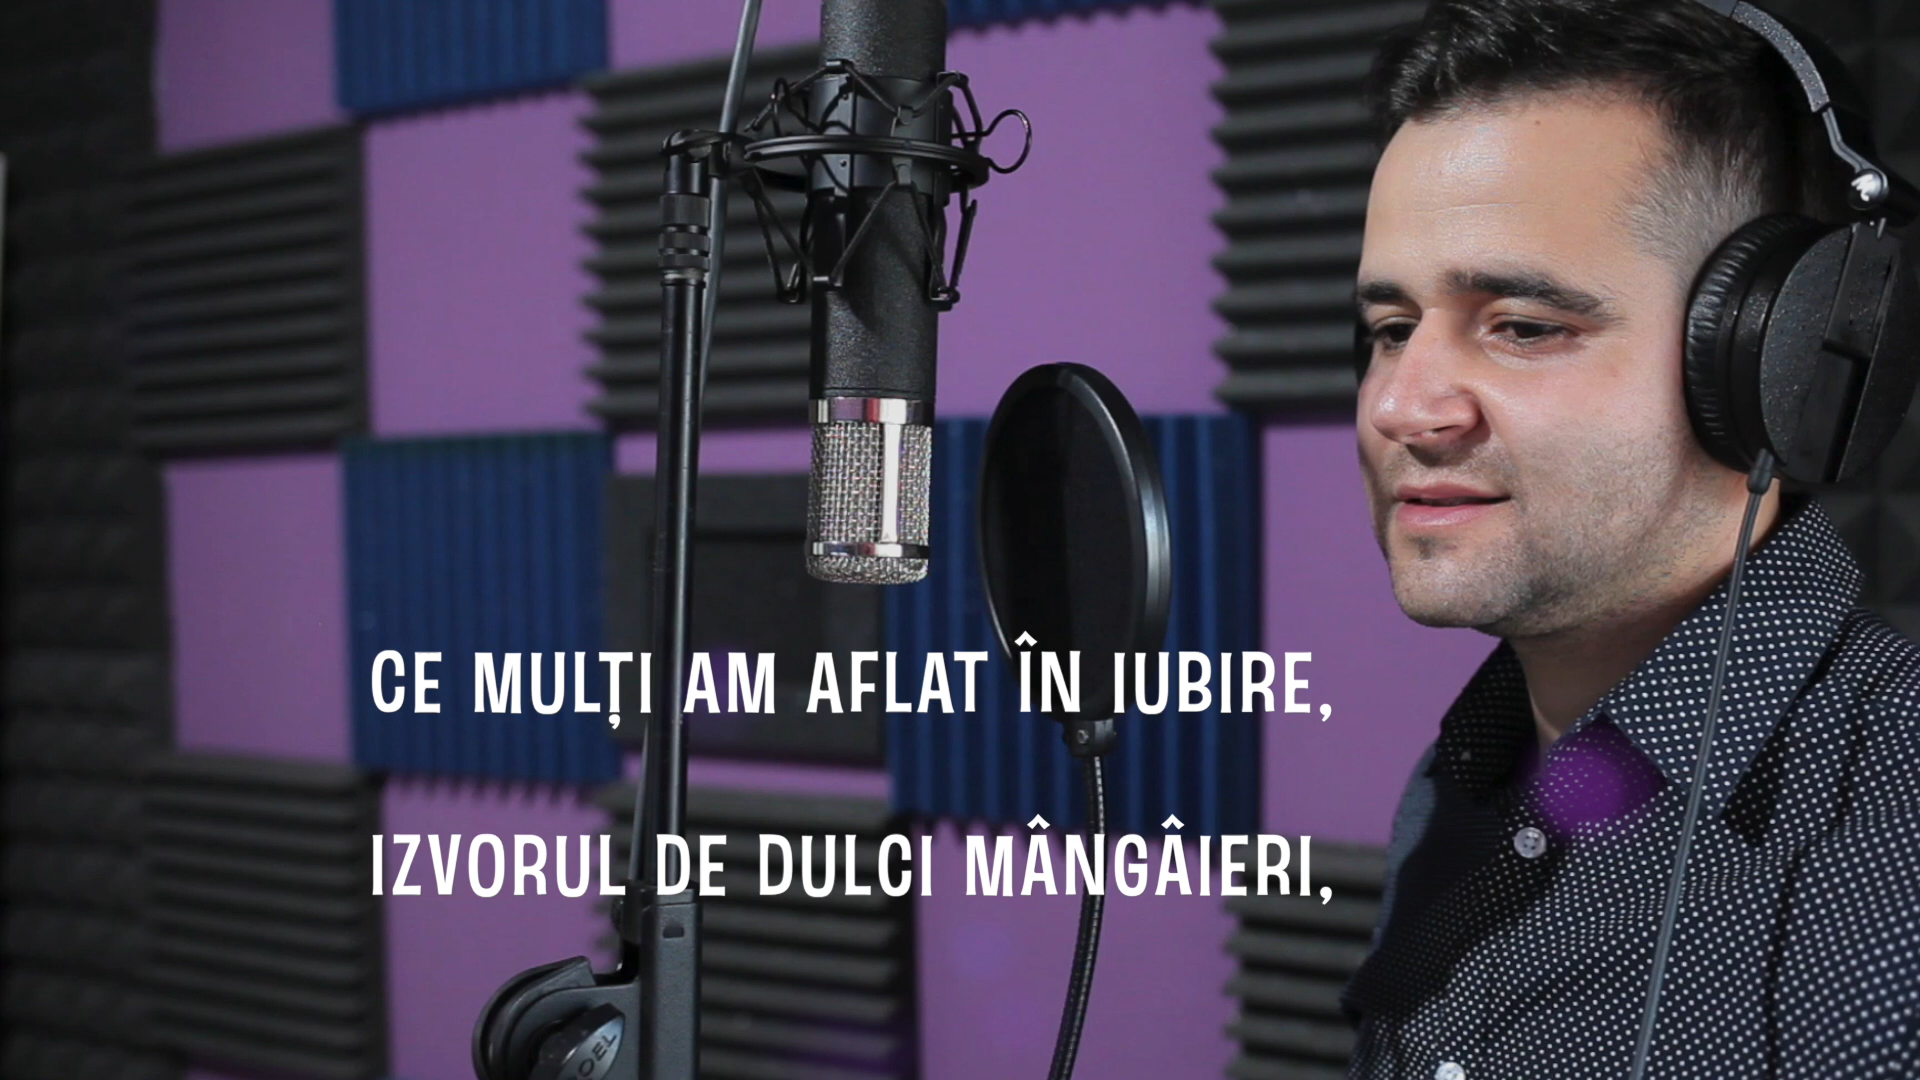 CE MULȚI AM AFLAT ÎN IUBIRE,
IZVORUL DE DULCI MÂNGÂIERI,